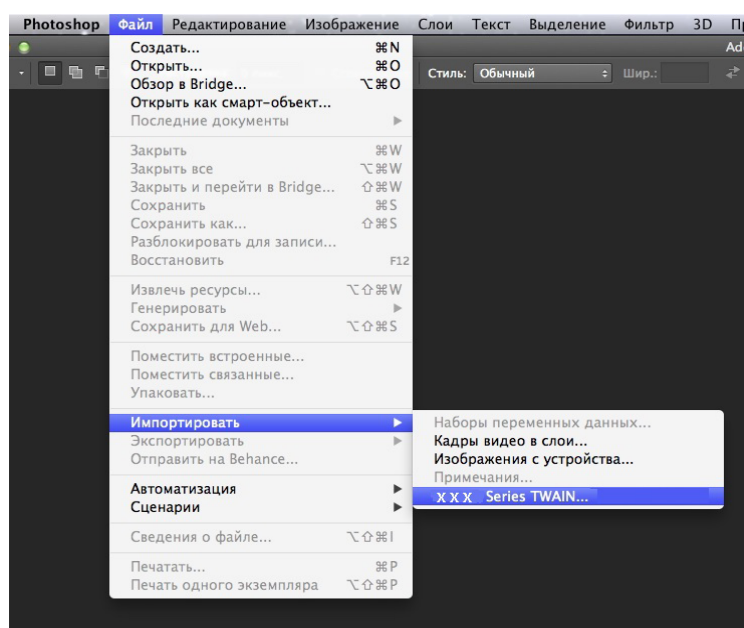 Photoshop Файл Редактирование Изображение Слои Текст Выделение Фильтр 3D
Ad
Стиль: Обычный Шир.:
Создать... ⌘N
Открыть... ⌘O
Обзор в Bridge... ⌥⌘O
Открыть как смарт-объект...
Последние документы ▶
Закрыть ⌘W
Закрыть все ⌥⌘W
Закрыть и перейти в Bridge... ⇧⌘W
Сохранить ⌘S
Сохранить как... ⇧⌘S
Разблокировать для записи...
Восстановить F12
Извлечь ресурсы... ⌥⇧⌘W
Генерировать ▶
Сохранить для Web... ⌥⇧⌘S
Поместить встроенные...
Поместить связанные...
Упаковать...
Импортировать ▶
Экспортировать ▶
Отправить на Behance...
Автоматизация ▶
Сценарии ▶
Сведения о файле... ⌥⇧⌘I
Печатать... ⌘P
Печать одного экземпляра ⌥⇧⌘P
Наборы переменных данных...
Кадры видео в слои...
Изображения с устройства...
Примечания...
X X X Series TWAIN...